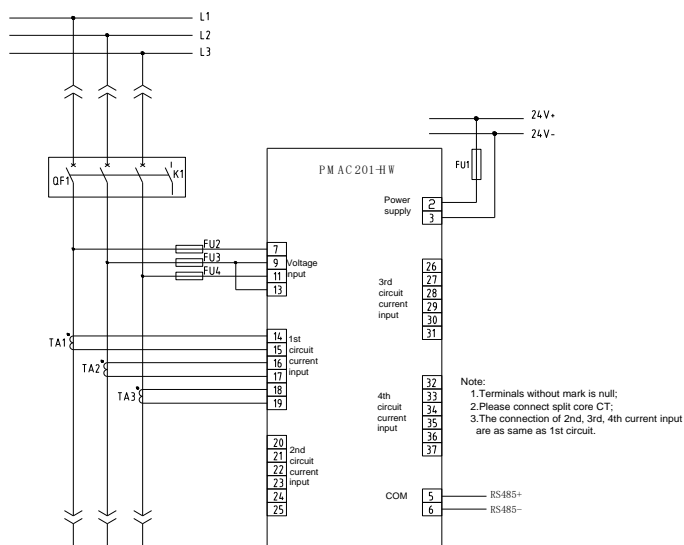 L1
L2
L3
24V+
24V-
PMAC201-HW
FU1
QF1
K1
Power
supply
2
3
FU2
FU3
FU4
7
9
11
13
Voltage
input
26
27
28
29
30
31
3rd
circuit
current
input
TA1
TA2
TA3
14
15
16
17
18
19
1st
circuit
current
input
32
33
34
35
36
37
4th
circuit
current
input
Note:
1.Terminals without mark is null;
2.Please connect split core CT;
3.The connection of 2nd, 3rd, 4th current input
are as same as 1st circuit.
20
21
22
23
24
25
2nd
circuit
current
input
COM
5
6
RS485+
RS485-